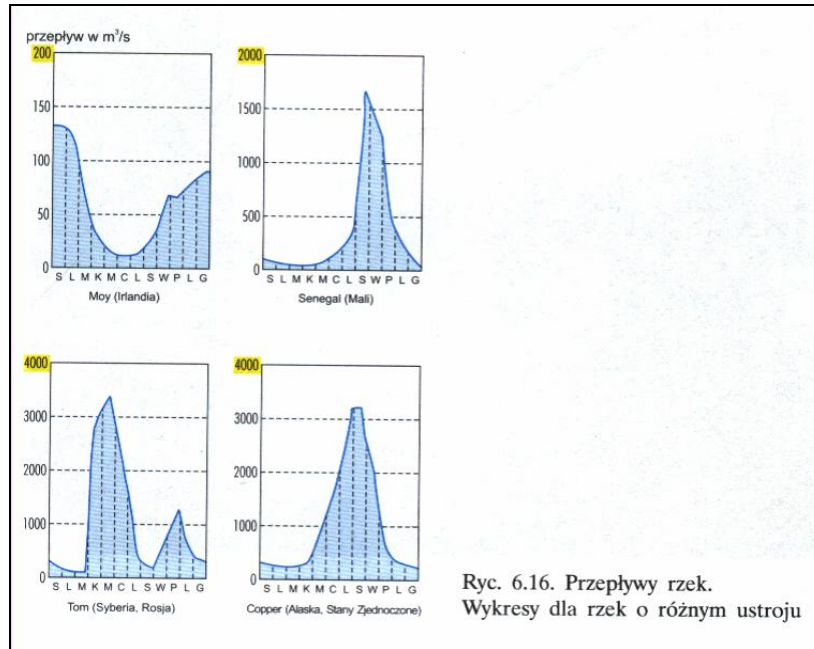 przepływ w m³/s
200
150
100
50
0
S L M K M C L S W P L G
Moy (Irlandia)
2000
1500
1000
500
0
S L M K M C L S W P L G
Senegal (Mali)
4000
3000
2000
1000
0
S L M K M C L S W P L G
Tom (Syberia, Rosja)
4000
3000
2000
1000
0
S L M K M C L S W P L G
Copper (Alaska, Stany Zjednoczone)
Ryc. 6.16. Przepływy rzek.
Wykresy dla rzek o różnym ustroju